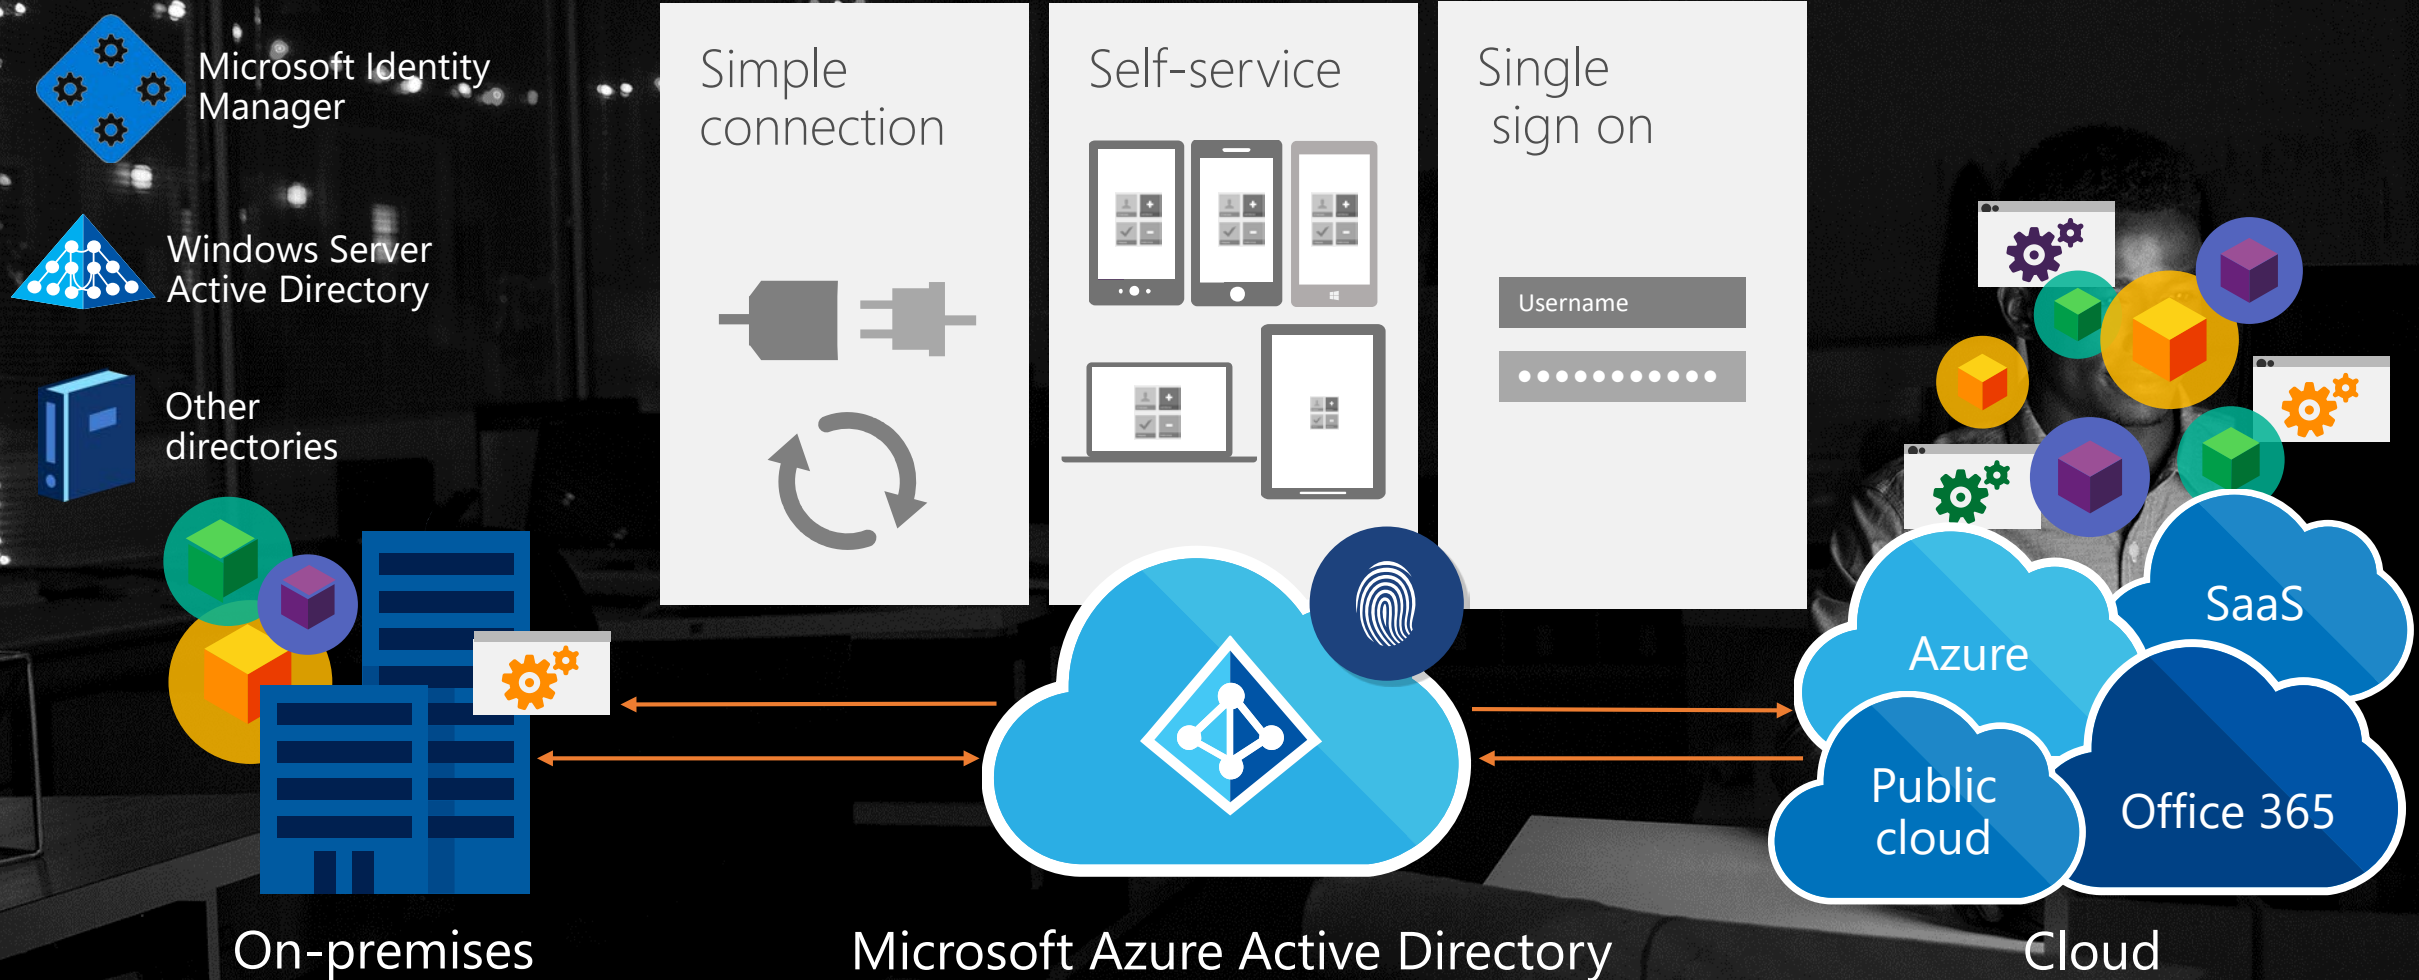 Microsoft Identity
Manager
Windows Server
Active Directory
Other
directories
Simple
connection
Self-service
Single
sign on
Username
SaaS
Azure
Public
cloud
Office 365
On-premises
Microsoft Azure Active Directory
Cloud